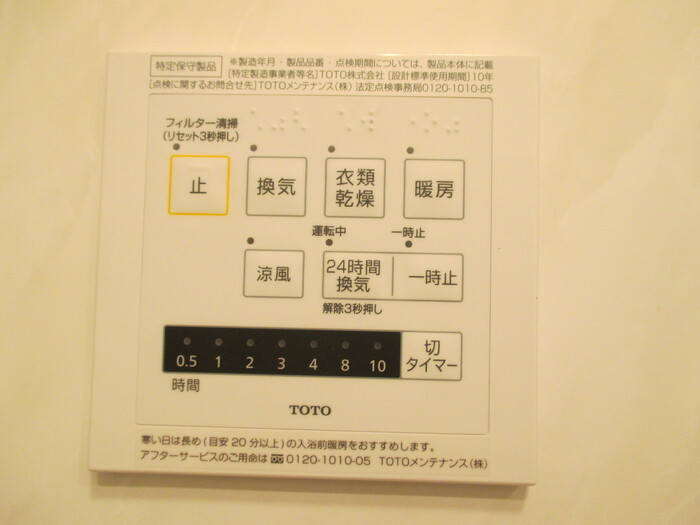 特定保守製品
※製造年月・製品品番・点検期間については、製品本体に記載
[特定製造事業者等名]TOTO株式会社 [設計標準使用期間]10年
[点検に関するお問合せ先]TOTOメンテナンス(株) 法定点検事務局0120-1010-85
フィルター清掃
(リセット3秒押し)
止
換気
衣類
乾燥
暖房
運転中
一時止
涼風
24時間
換気
一時止
解除3秒押し
0.5 1 2 3 4 8 10
切
タイマー
時間
TOTO
寒い日は長め(目安20分以上)の入浴前暖房をおすすめします。
アフターサービスのご用命は 0120-1010-05 TOTOメンテナンス(株)